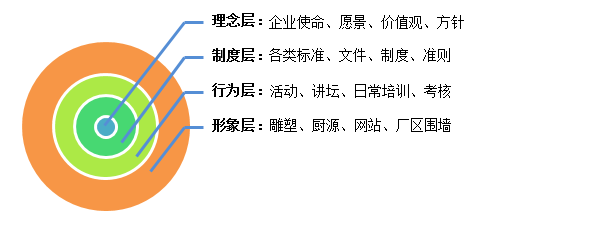 理念层：企业使命、愿景、价值观、方针
制度层：各类标准、文件、制度、准则
行为层：活动、讲坛、日常培训、考核
形象层：雕塑、厨源、网站、厂区围墙